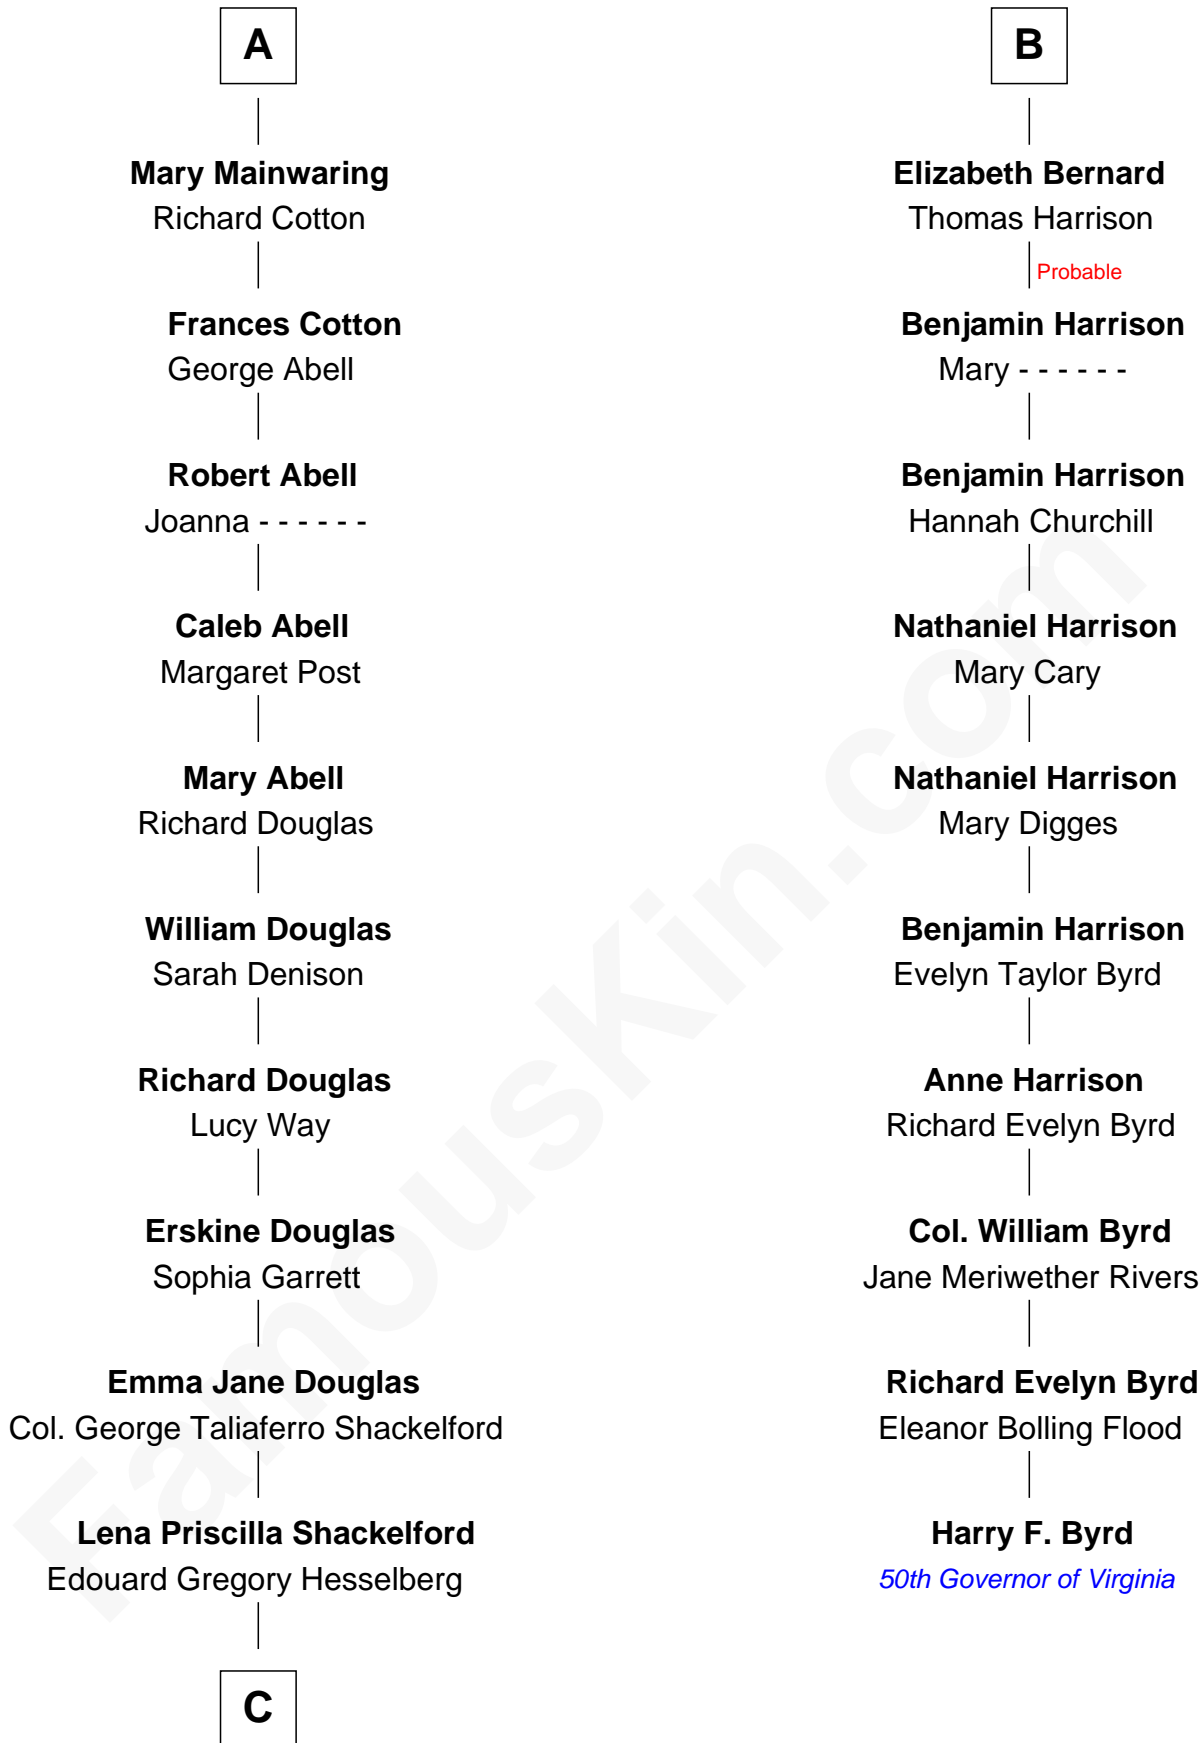 A
Mary Mainwaring
Richard Cotton
Frances Cotton
George Abell
Robert Abell
Joanna - - - - - -
Caleb Abell
Margaret Post
Mary Abell
Richard Douglas
William Douglas
Sarah Denison
Richard Douglas
Lucy Way
Erskine Douglas
Sophia Garrett
Emma Jane Douglas
Col. George Taliaferro Shackelford
Lena Priscilla Shackelford
Edouard Gregory Hesselberg
C
B
Elizabeth Bernard
Thomas Harrison
Probable
Benjamin Harrison
Mary - - - - - -
Benjamin Harrison
Hannah Churchill
Nathaniel Harrison
Mary Cary
Nathaniel Harrison
Mary Digges
Benjamin Harrison
Evelyn Taylor Byrd
Anne Harrison
Richard Evelyn Byrd
Col. William Byrd
Jane Meriwether Rivers
Richard Evelyn Byrd
Eleanor Bolling Flood
Harry F. Byrd
50th Governor of Virginia
FamousKin.com